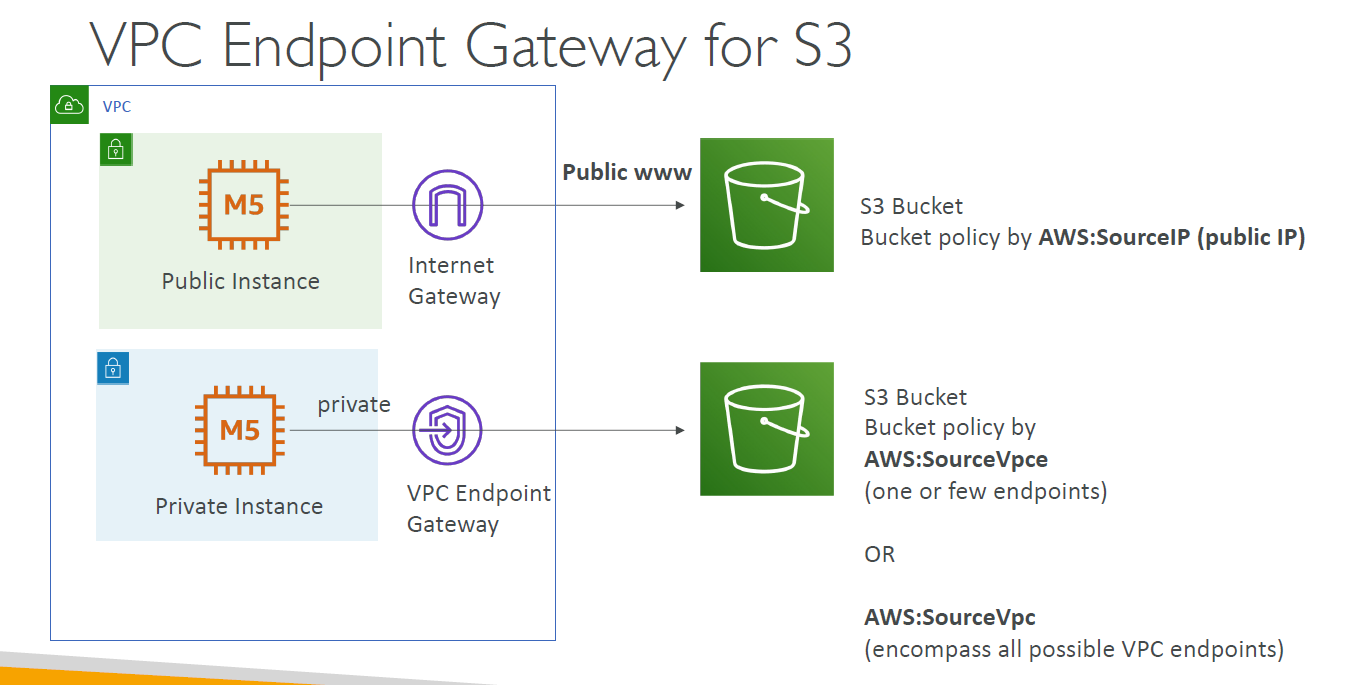 VPC Endpoint Gateway for S3
VPC
M5
Public Instance
Internet
Gateway
Public www
S3 Bucket
Bucket policy by AWS:SourceIP (public IP)
M5
Private Instance
private
VPC Endpoint
Gateway
S3 Bucket
Bucket policy by
AWS:SourceVpce
(one or few endpoints)
OR
AWS:SourceVpc
(encompass all possible VPC endpoints)